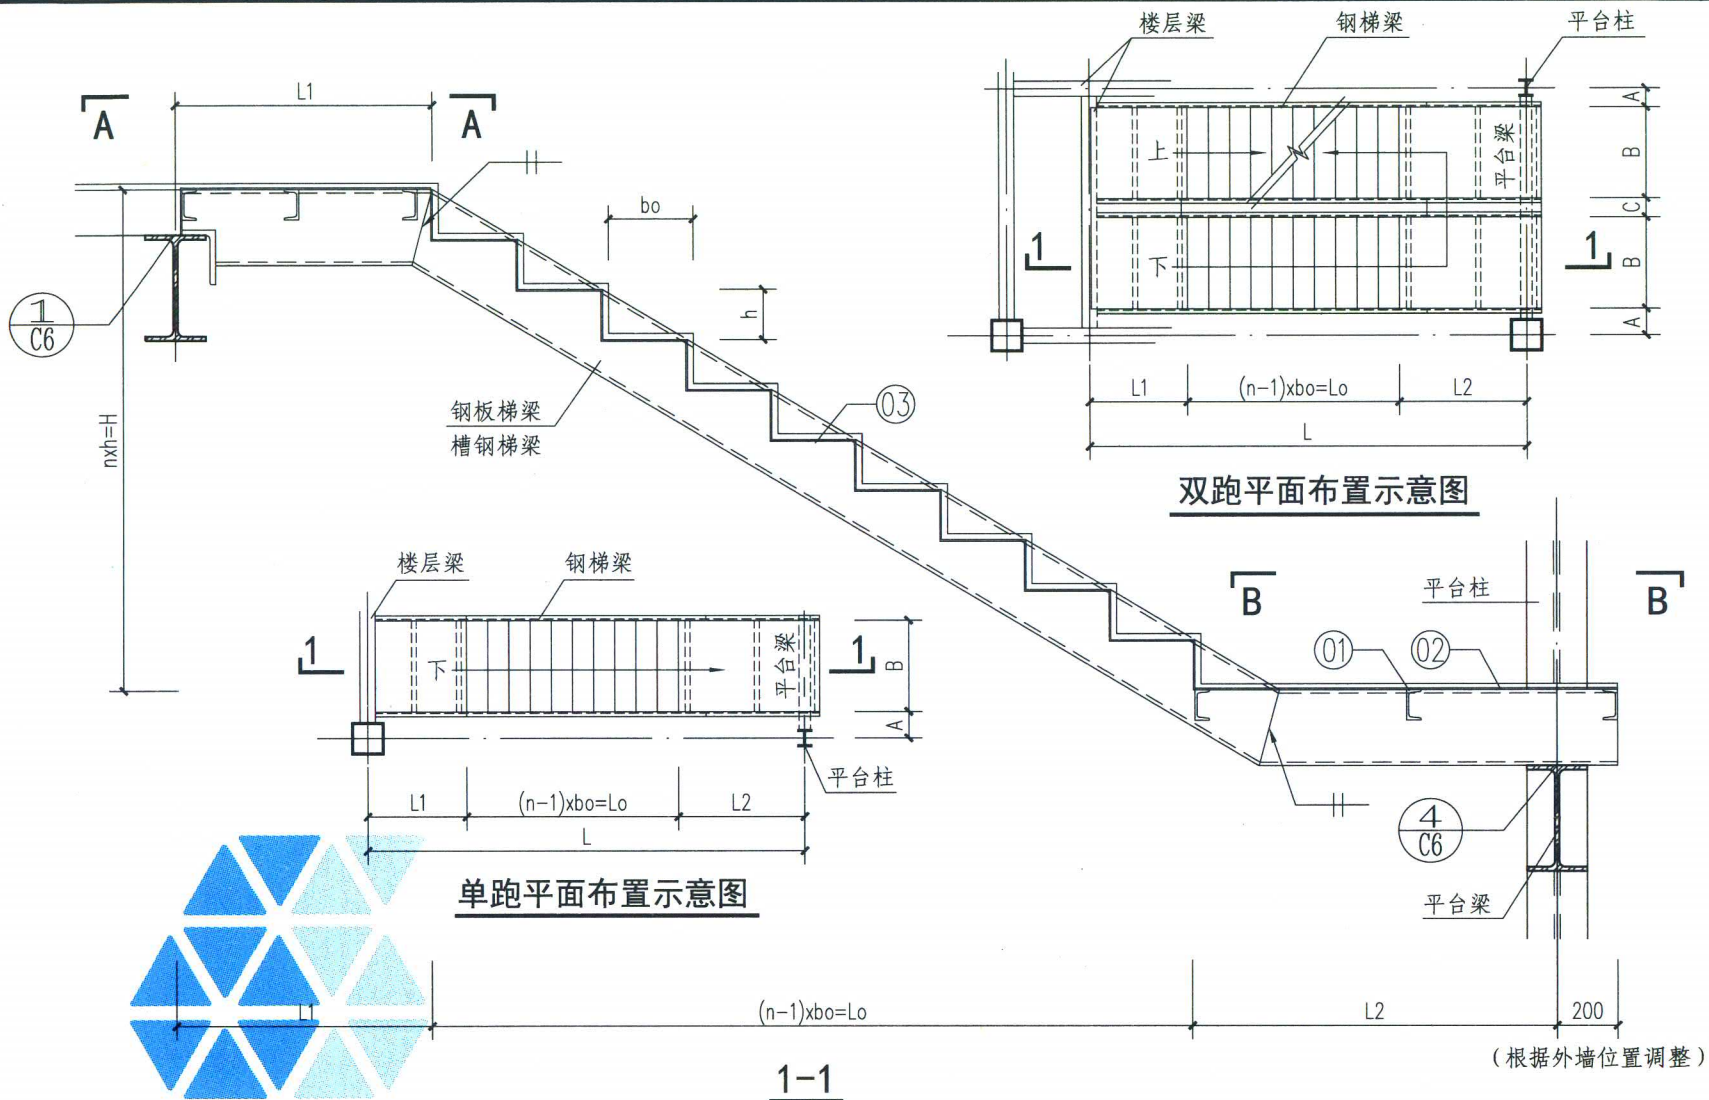 楼层梁
钢梯梁
平台柱
L1
A
A
A
B
C
B
A
上
下
平台梁
1
1
bo
h
1
C6
nxh=H
钢板梯梁
槽钢梯梁
03
L1
(n-1)xbo=Lo
L2
L
双跑平面布置示意图
楼层梁
钢梯梁
1
1
下
平台梁
B
A
平台柱
L1
(n-1)xbo=Lo
L2
L
单跑平面布置示意图
B
B
平台柱
01
02
4
C6
平台梁
L1
(n-1)xbo=Lo
L2
200
(根据外墙位置调整)
1-1